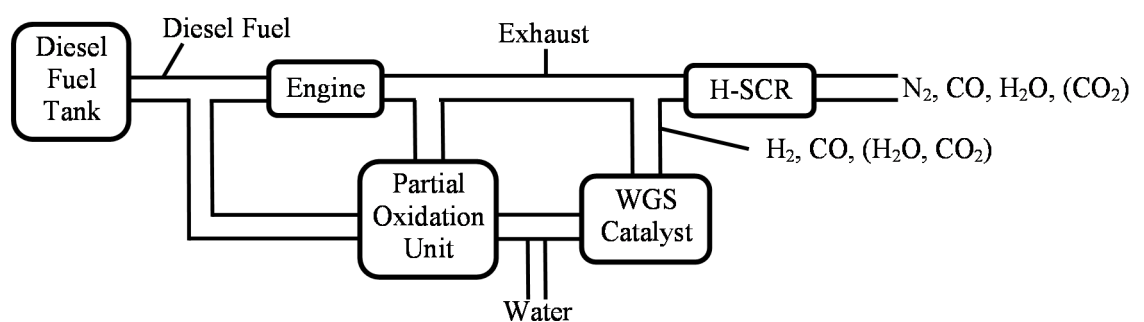 Diesel Fuel
Exhaust
Diesel
Fuel
Tank
Engine
H-SCR
N₂, CO, H₂O, (CO₂)
H₂, CO, (H₂O, CO₂)
Partial
Oxidation
Unit
WGS
Catalyst
Water